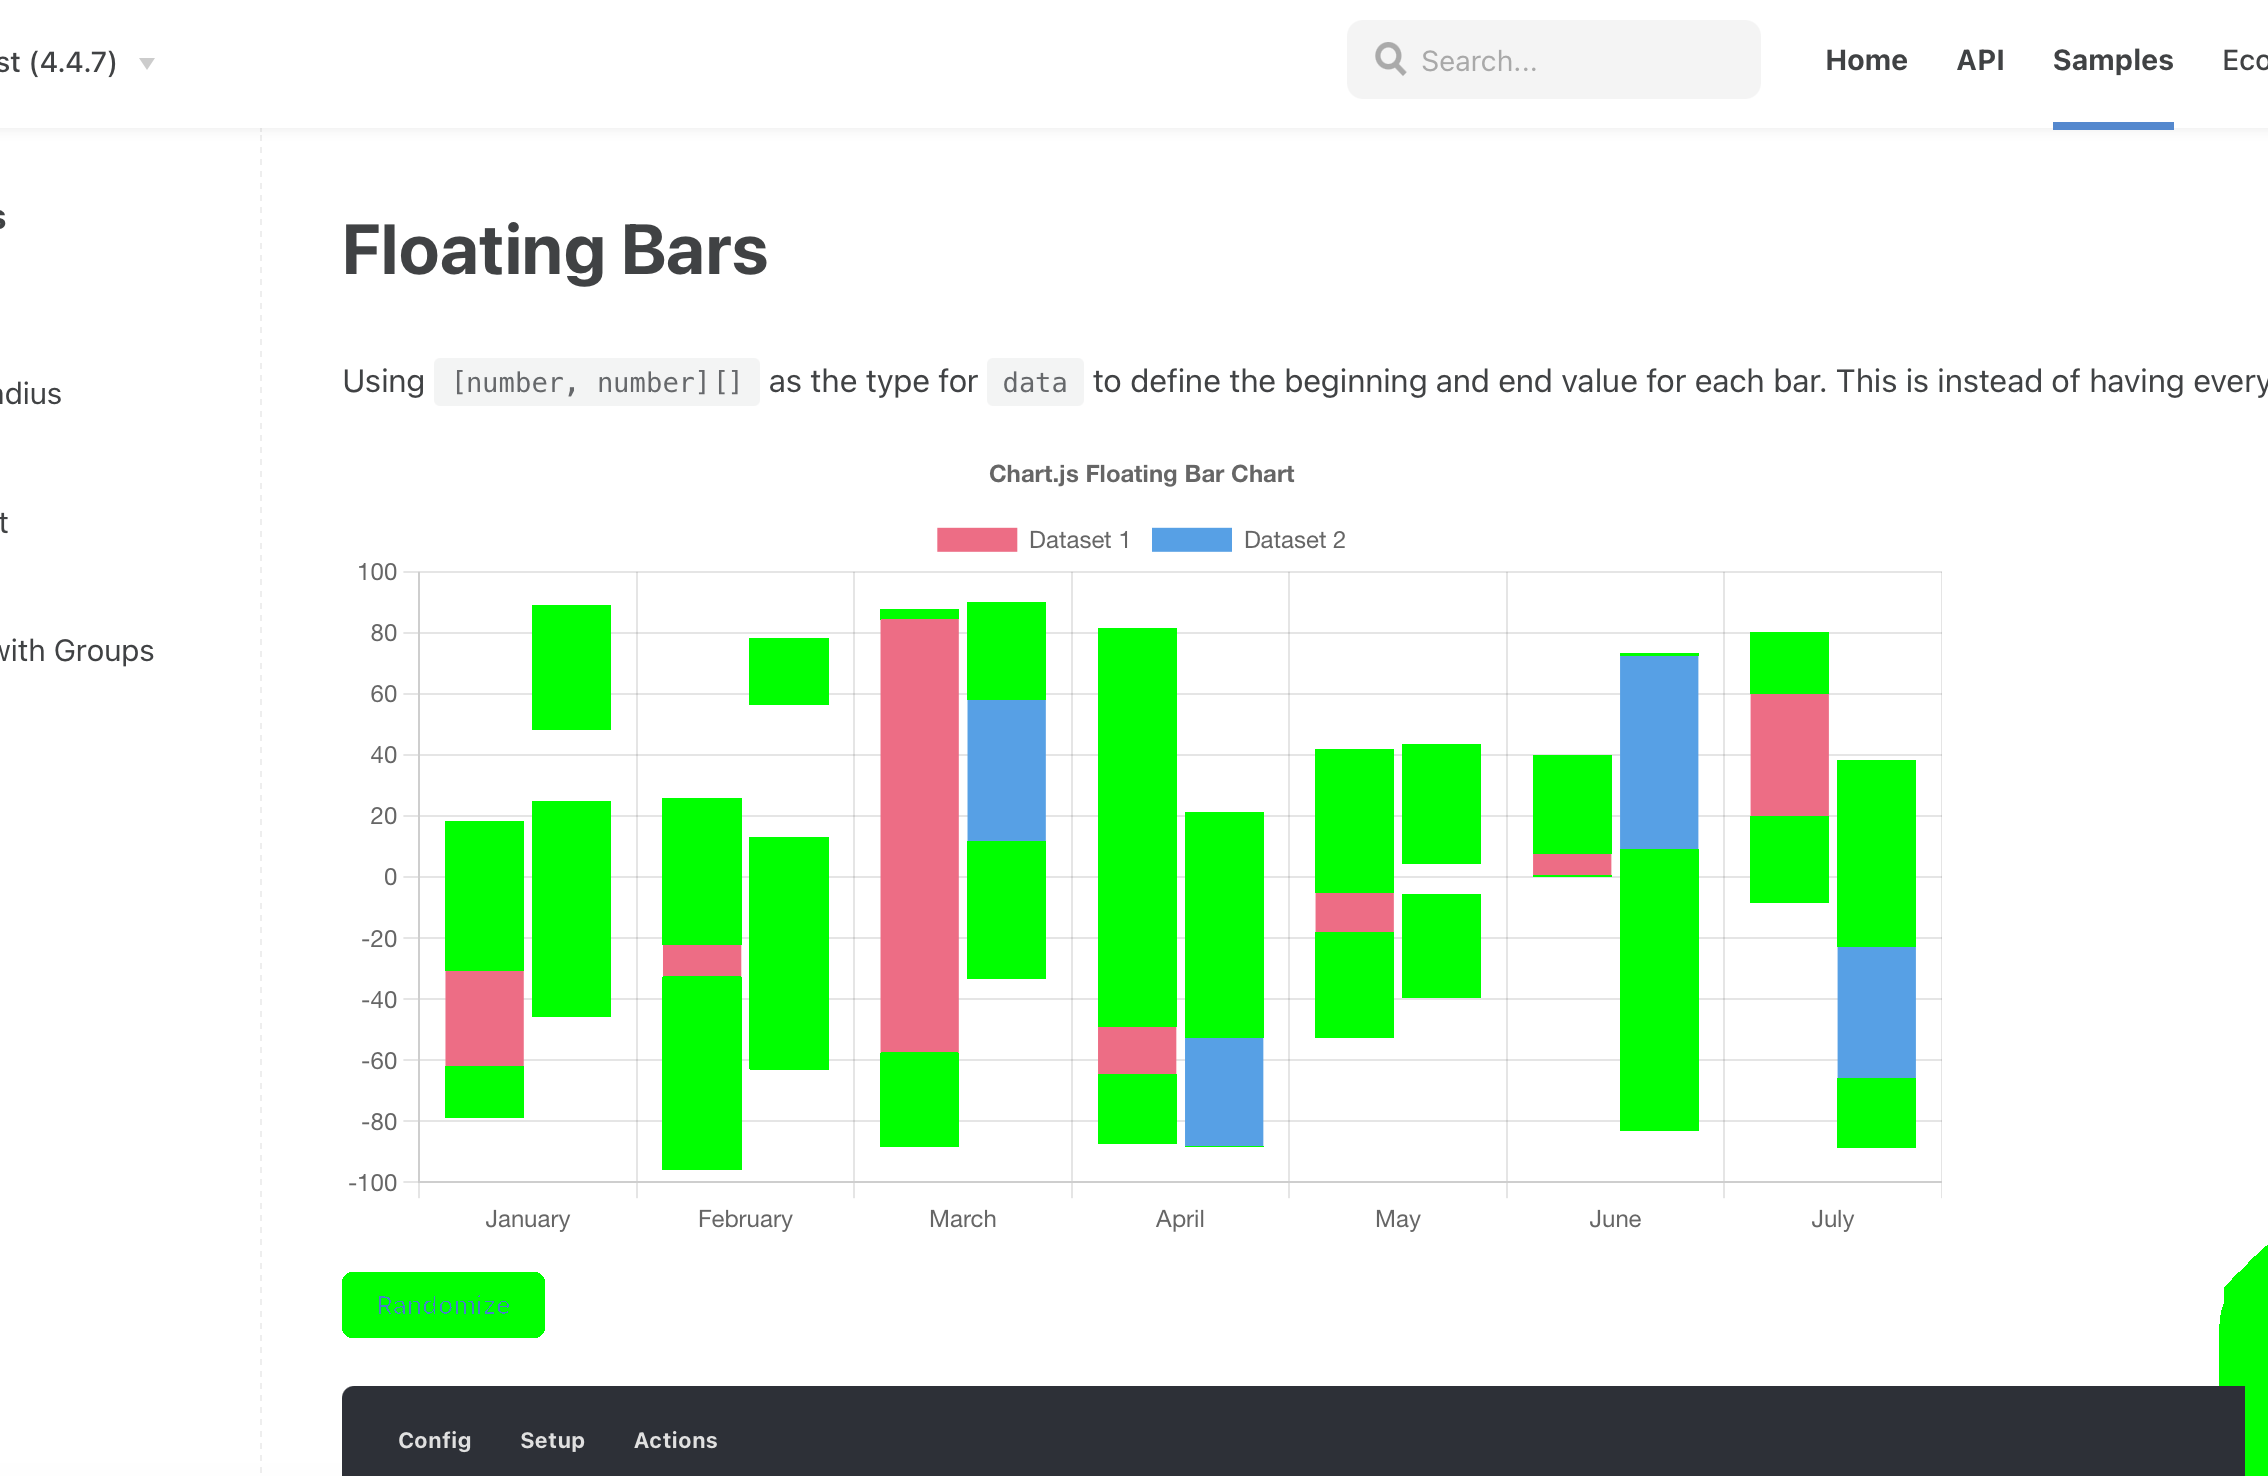 st (4.4.7)
Search...
Home API Samples Eco
s
Floating Bars
adius
Using [number, number][] as the type for data to define the beginning and end value for each bar. This is instead of having every
Chart.js Floating Bar Chart
t
Dataset 1 Dataset 2
100
80
with Groups
60
40
20
0
-20
-40
-60
-80
-100
January February March April May June July
Randomize
Config Setup Actions